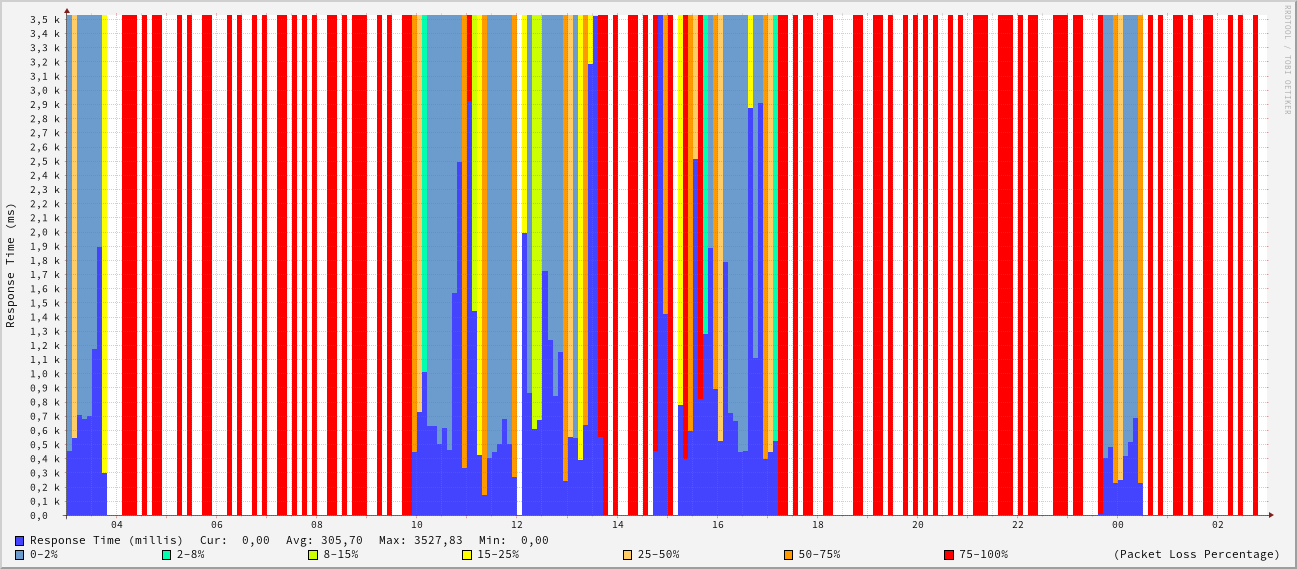 RRDTOOL / TOBI OETIKER
Response Time (ms)
3,5 k
3,4 k
3,3 k
3,2 k
3,1 k
3,0 k
2,9 k
2,8 k
2,7 k
2,6 k
2,5 k
2,4 k
2,3 k
2,2 k
2,1 k
2,0 k
1,9 k
1,8 k
1,7 k
1,6 k
1,5 k
1,4 k
1,3 k
1,2 k
1,1 k
1,0 k
0,9 k
0,8 k
0,7 k
0,6 k
0,5 k
0,4 k
0,3 k
0,2 k
0,1 k
0,0
04 06 08 10 12 14 16 18 20 22 00 02
Response Time (millis) Cur: 0,00 Avg: 305,70 Max: 3527,83 Min: 0,00
0-2% 2-8% 8-15% 15-25% 25-50% 50-75% 75-100% (Packet Loss Percentage)